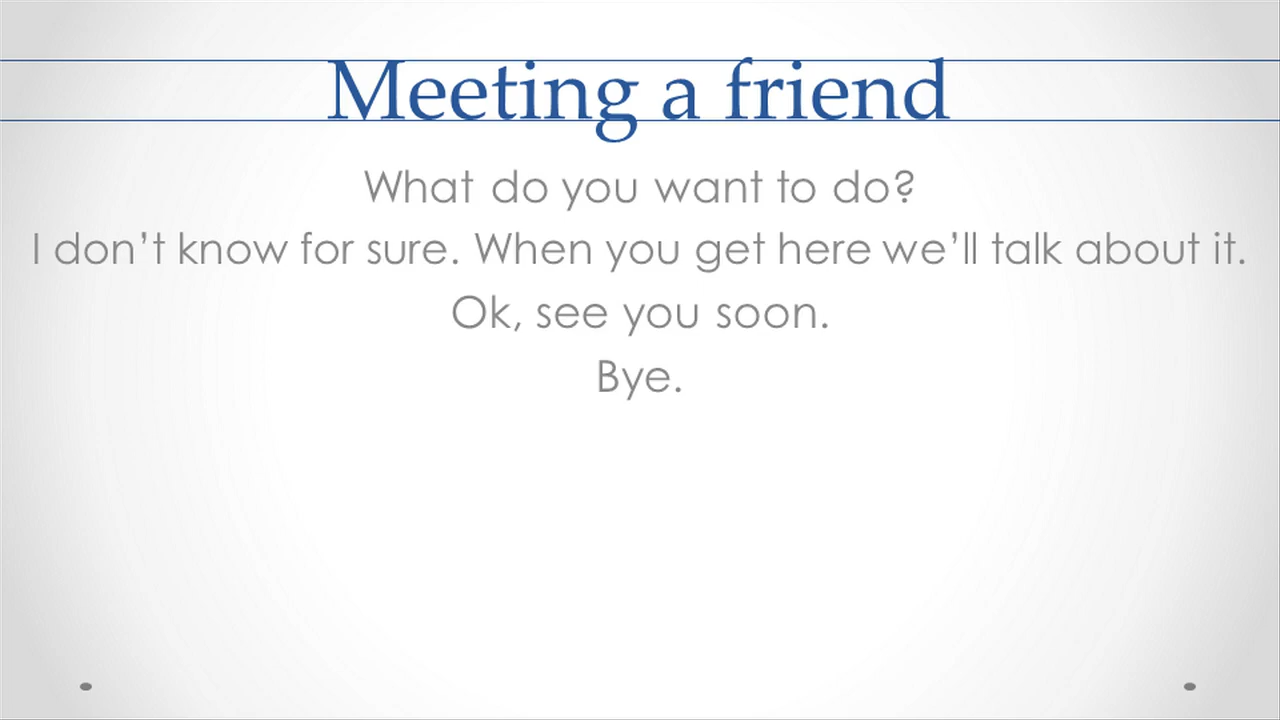 Meeting a friend
What do you want to do?
I don’t know for sure. When you get here we’ll talk about it.
Ok, see you soon.
Bye.